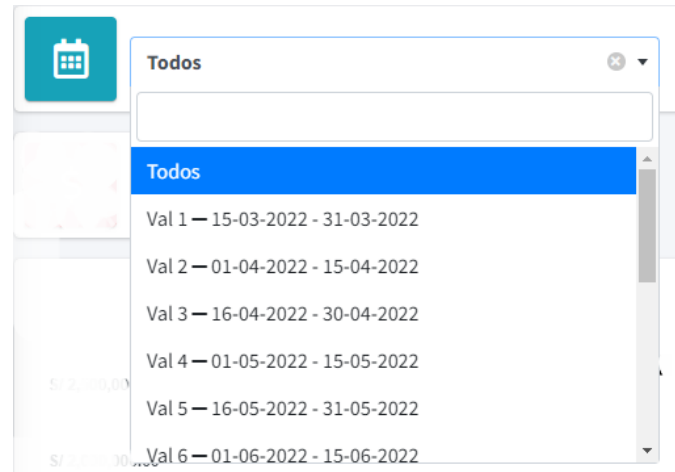 Todos
Todos
Val 1 — 15-03-2022 - 31-03-2022
Val 2 — 01-04-2022 - 15-04-2022
Val 3 — 16-04-2022 - 30-04-2022
Val 4 — 01-05-2022 - 15-05-2022
Val 5 — 16-05-2022 - 31-05-2022
Val 6 — 01-06-2022 - 15-06-2022